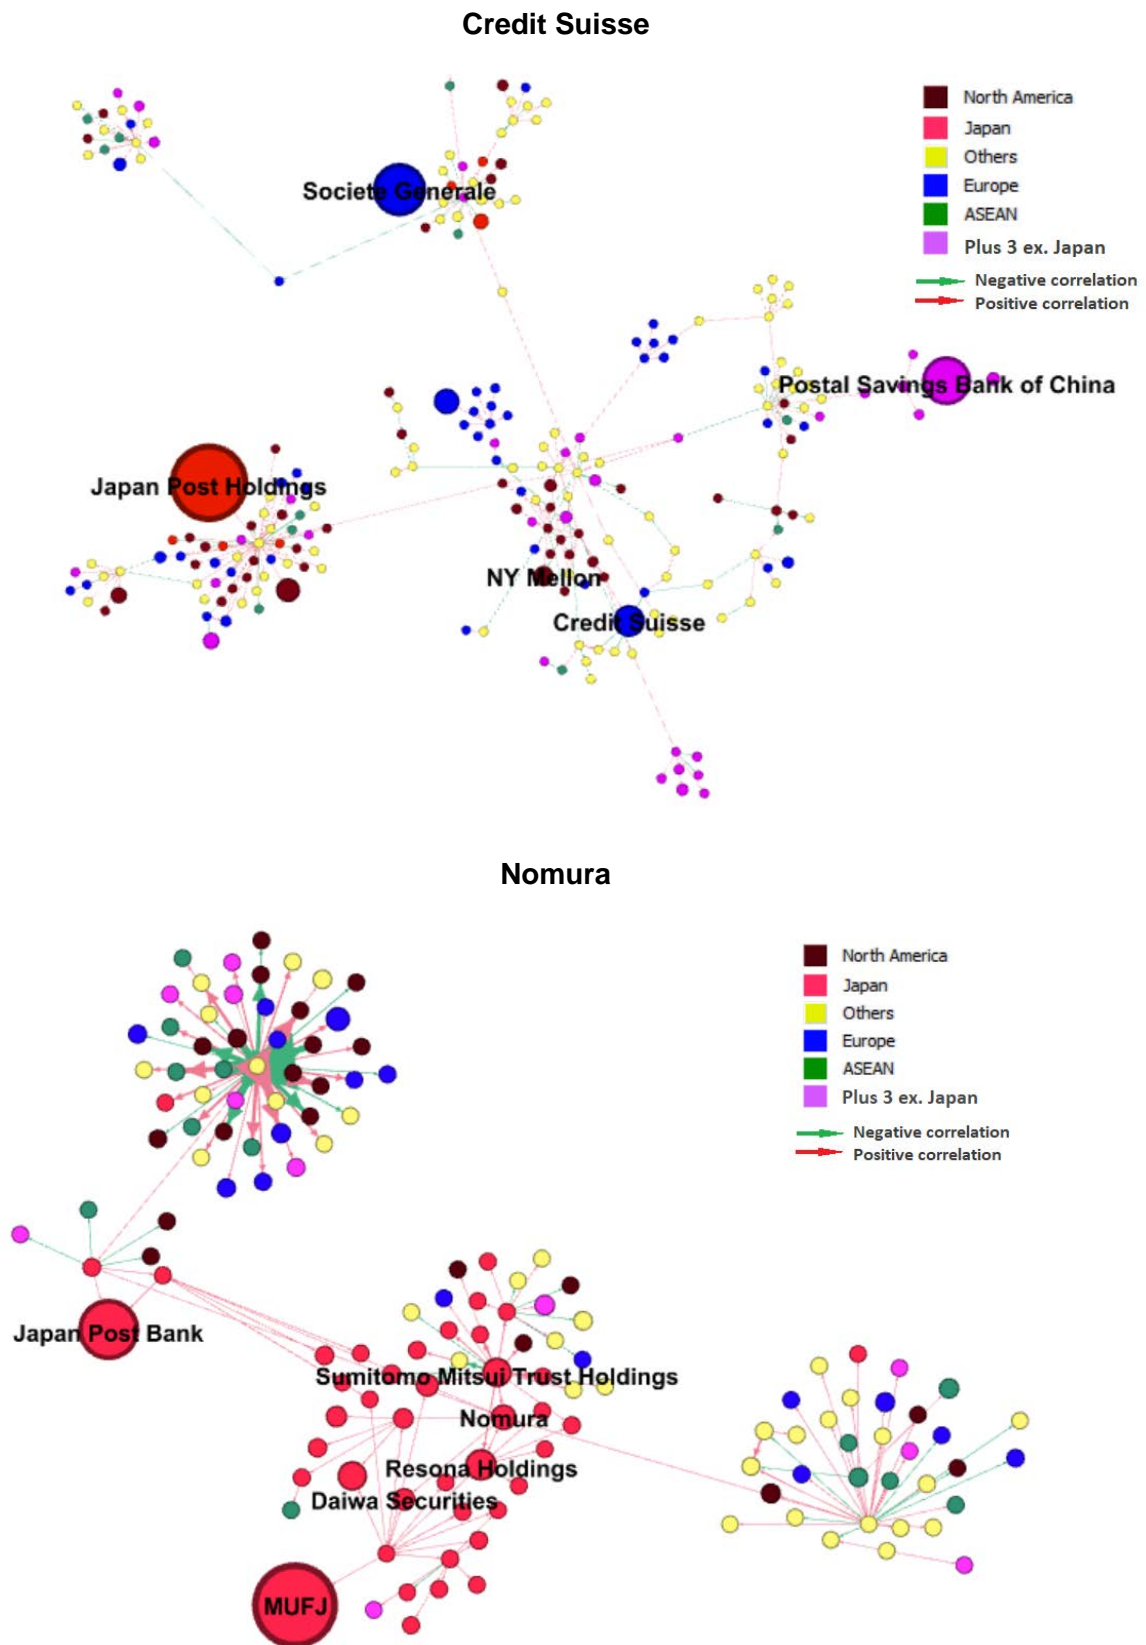 Credit Suisse
North America
Japan
Others
Europe
ASEAN
Plus 3 ex. Japan
Negative correlation
Positive correlation
Societe Generale
Postal Savings Bank of China
Japan Post Holdings
NY Mellon
Credit Suisse
Nomura
North America
Japan
Others
Europe
ASEAN
Plus 3 ex. Japan
Negative correlation
Positive correlation
Japan Post Bank
Sumitomo Mitsui Trust Holdings
Nomura
Resona Holdings
Daiwa Securities
MUFJ